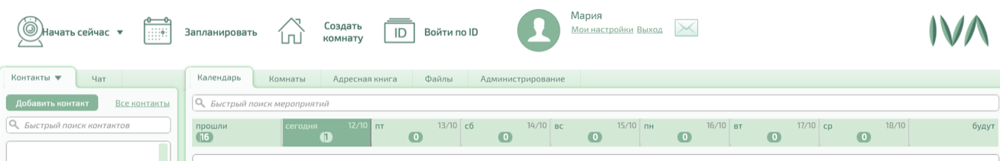 Начать сейчас
Запланировать
Создать
комнату
ID
Войти по ID
Мария
Мои настройки Выход
IVA
Контакты
Чат
Календарь
Комнаты
Адресная книга
Файлы
Администрирование
Добавить контакт
Все контакты
Быстрый поиск мероприятий
Быстрый поиск контактов
прошли
16
сегодня 12/10
1
пт 13/10
0
сб 14/10
0
вс 15/10
0
пн 16/10
0
вт 17/10
0
ср 18/10
0
будут